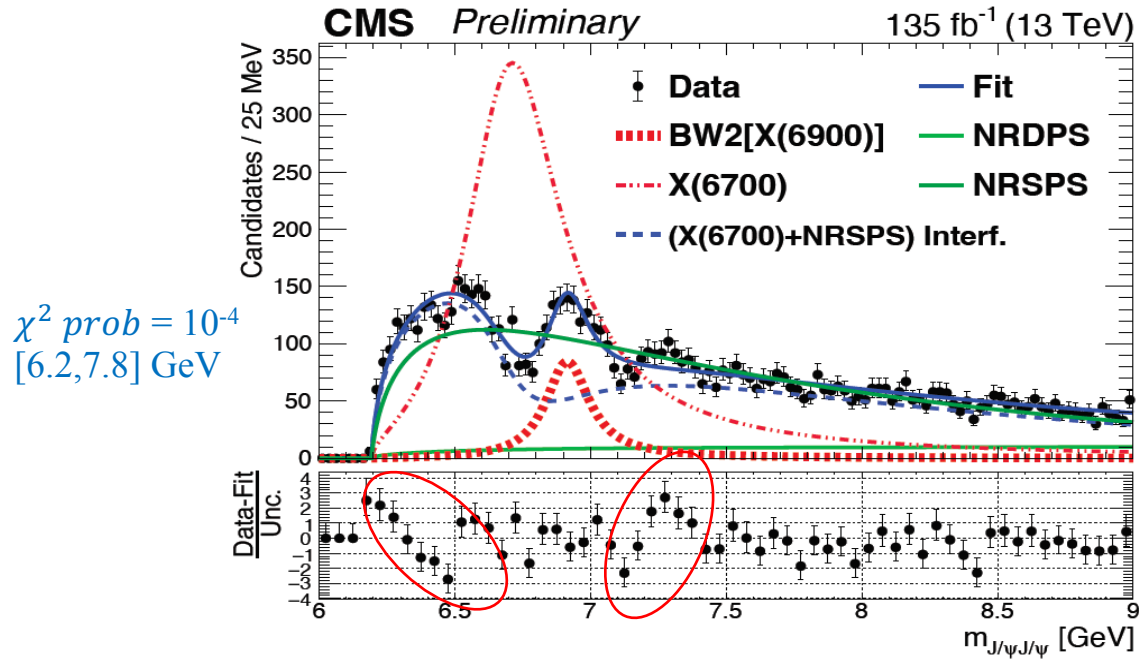 CMS Preliminary 135 fb⁻¹ (13 TeV)
Candidates / 25 MeV
350
300
250
200
150
100
50
0
Data
Fit
BW2[X(6900)]
NRDPS
X(6700)
NRSPS
(X(6700)+NRSPS) Interf.
χ² prob = 10⁻⁴
[6.2,7.8] GeV
Data-Fit
Unc.
4
3
2
1
0
−1
−2
−3
−4
6 6.5 7 7.5 8 8.5 9
m_J/ψJ/ψ [GeV]